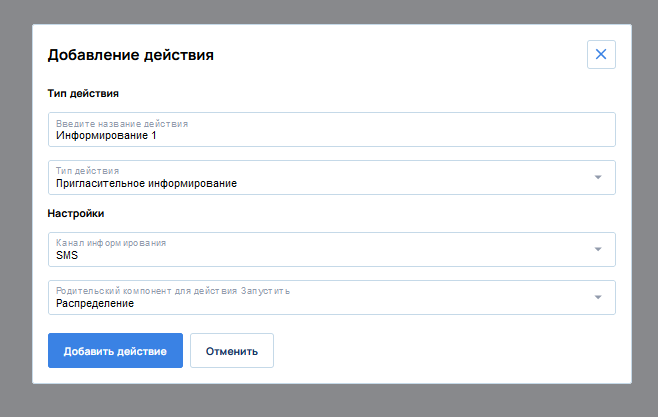 Добавление действия
Тип действия
Введите название действия
Информирование 1
Тип действия
Пригласительное информирование
Настройки
Канал информирования
SMS
Родительский компонент для действия Запустить
Распределение
Добавить действие
Отменить